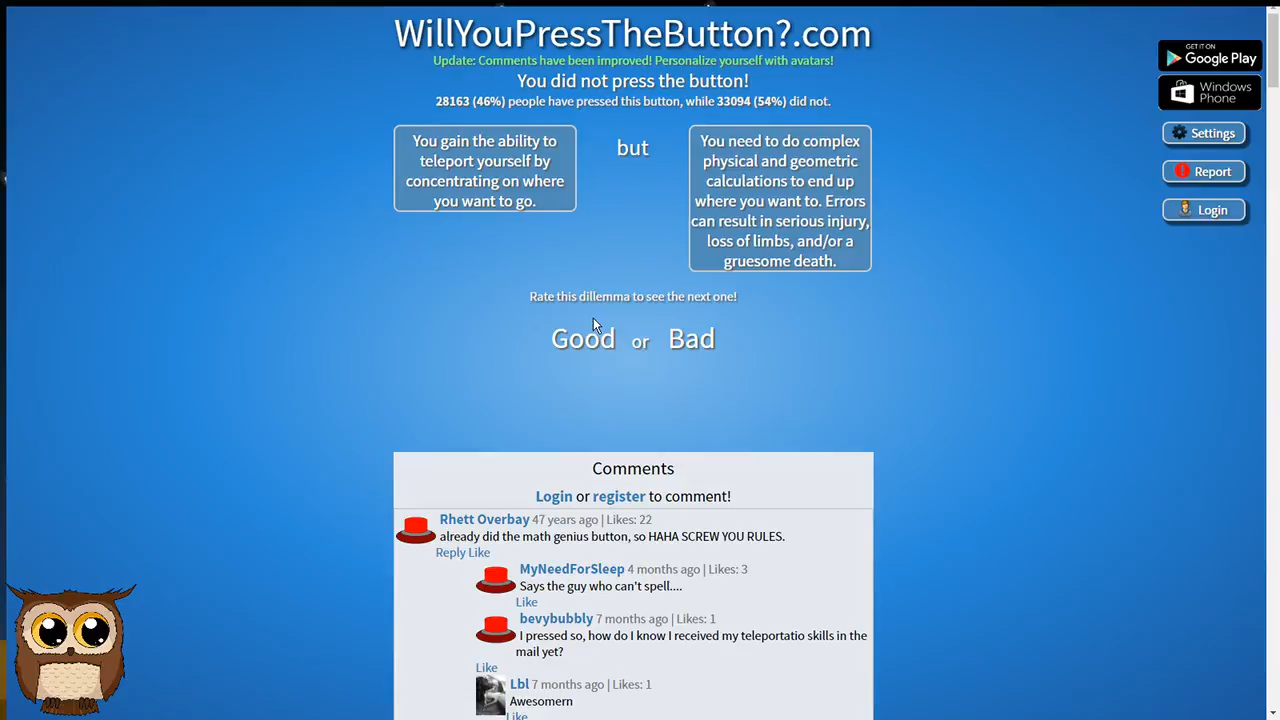 WillYouPressTheButton?.com
Update: Comments have been improved! Personalize yourself with avatars!
You did not press the button!
28163 (46%) people have pressed this button, while 33094 (54%) did not.
You gain the ability to
teleport yourself by
concentrating on where
you want to go.
but
You need to do complex
physical and geometric
calculations to end up
where you want to. Errors
can result in serious injury,
loss of limbs, and/or a
gruesome death.
GET IT ON
Google Play
Windows
Phone
Settings
Report
Login
Rate this dillemma to see the next one!
Good or Bad
Comments
Login or register to comment!
Rhett Overbay 47 years ago | Likes: 22
already did the math genius button, so HAHA SCREW YOU RULES.
Reply Like
MyNeedForSleep 4 months ago | Likes: 3
Says the guy who can't spell....
Like
bevybubbly 7 months ago | Likes: 1
I pressed so, how do I know I received my teleportatio skills in the
mail yet?
Like
Lbl 7 months ago | Likes: 1
Awesomern
Like